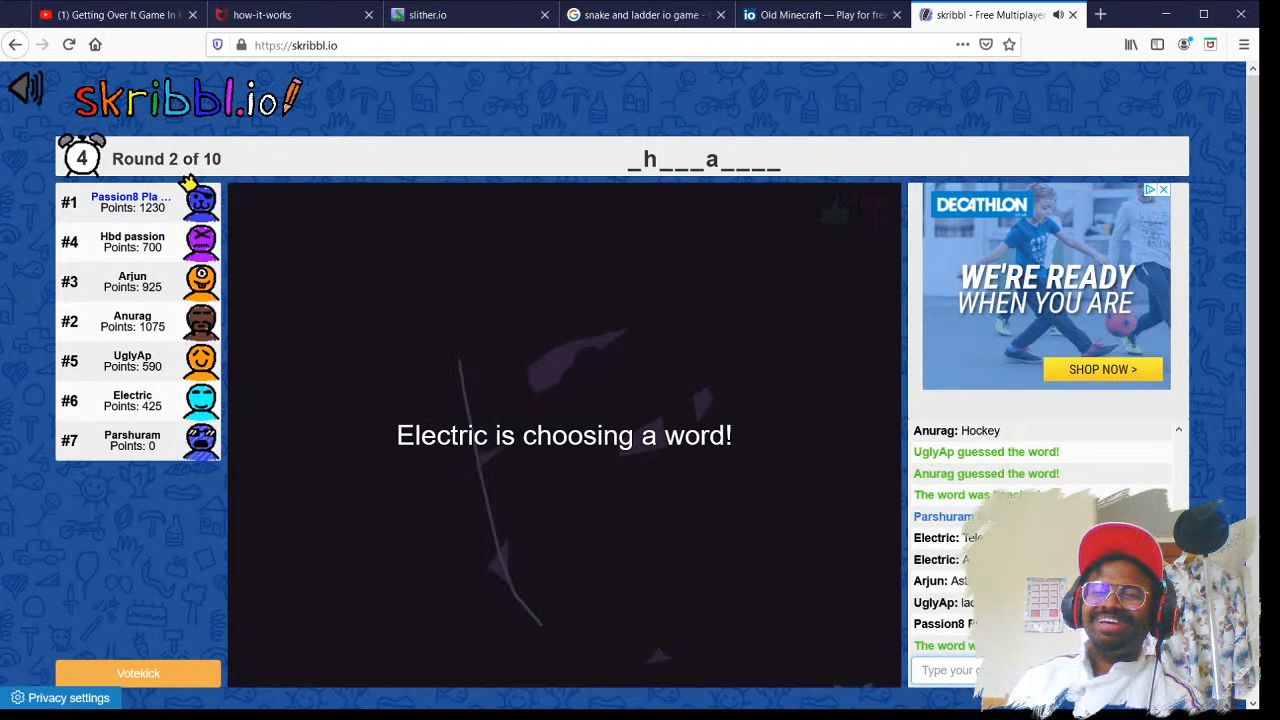 (1) Getting Over It Game In
how-it-works
slither.io
snake and ladder io game -
Old Minecraft — Play for free
skribbl - Free Multiplayer
https://skribbl.io
skribbl.io
4
Round 2 of 10
_h___a____
#1
Passion8 Pla ...
Points: 1230
#4
Hbd passion
Points: 700
#3
Arjun
Points: 925
#2
Anurag
Points: 1075
#5
UglyAp
Points: 590
#6
Electric
Points: 425
#7
Parshuram
Points: 0
Electric is choosing a word!
DECATHLON
WE'RE READY
WHEN YOU ARE
SHOP NOW >
Anurag: Hockey
UglyAp guessed the word!
Anurag guessed the word!
The word was
Parshuram
Electric:
Electric:
Arjun:
UglyAp:
Passion8
The word
Type your
Votekick
Privacy settings